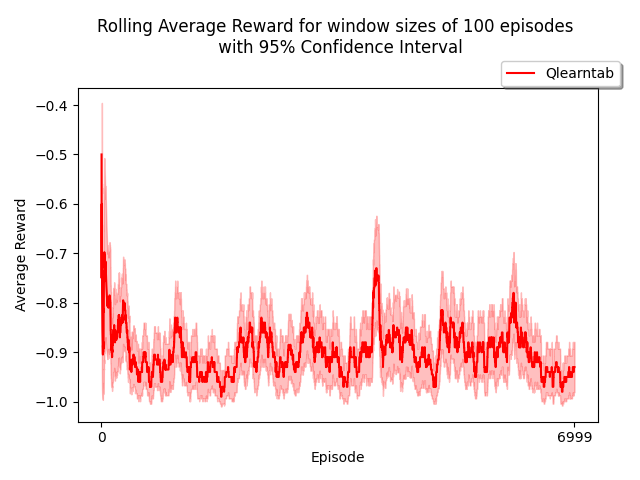 Rolling Average Reward for window sizes of 100 episodes
with 95% Confidence Interval
Qlearntab
−0.4
−0.5
−0.6
−0.7
−0.8
−0.9
−1.0
Average Reward
0
6999
Episode